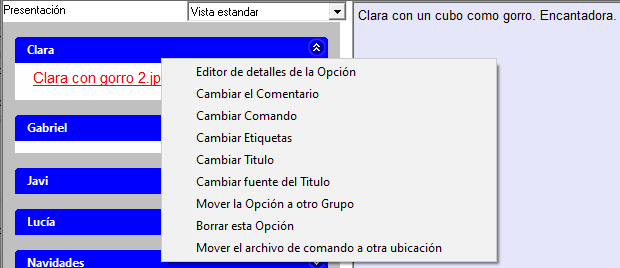 Presentación
Vista estandar
Clara con un cubo como gorro. Encantadora.
Clara
Clara con gorro 2.jp
Gabriel
Javi
Lucía
Navidades
Editor de detalles de la Opción
Cambiar el Comentario
Cambiar Comando
Cambiar Etiquetas
Cambiar Titulo
Cambiar fuente del Titulo
Mover la Opción a otro Grupo
Borrar esta Opción
Mover el archivo de comando a otra ubicación